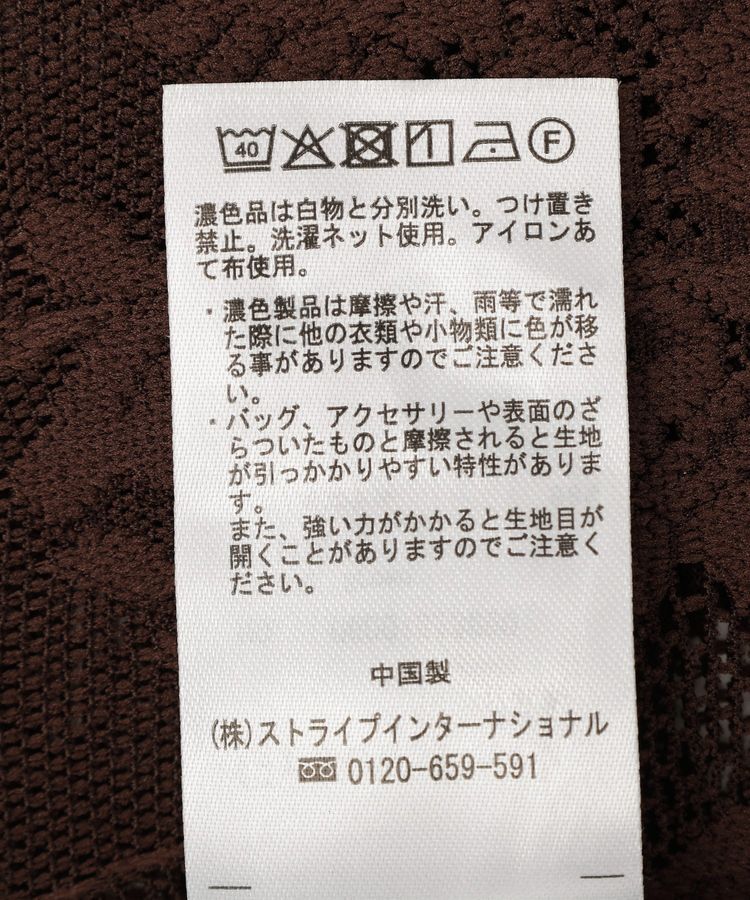 40 F
濃色品は白物と分別洗い。つけ置き
禁止。洗濯ネット使用。アイロンあ
て布使用。
・濃色製品は摩擦や汗、雨等で濡れ
た際に他の衣類や小物類に色が移
る事がありますのでご注意くださ
い。
・バッグ、アクセサリーや表面のざ
らついたものと摩擦されると生地
が引っかかりやすい特性がありま
す。
また、強い力がかかると生地目が
開くことがありますのでご注意く
ださい。
中国製
(株)ストライプインターナショナル
0120-659-591